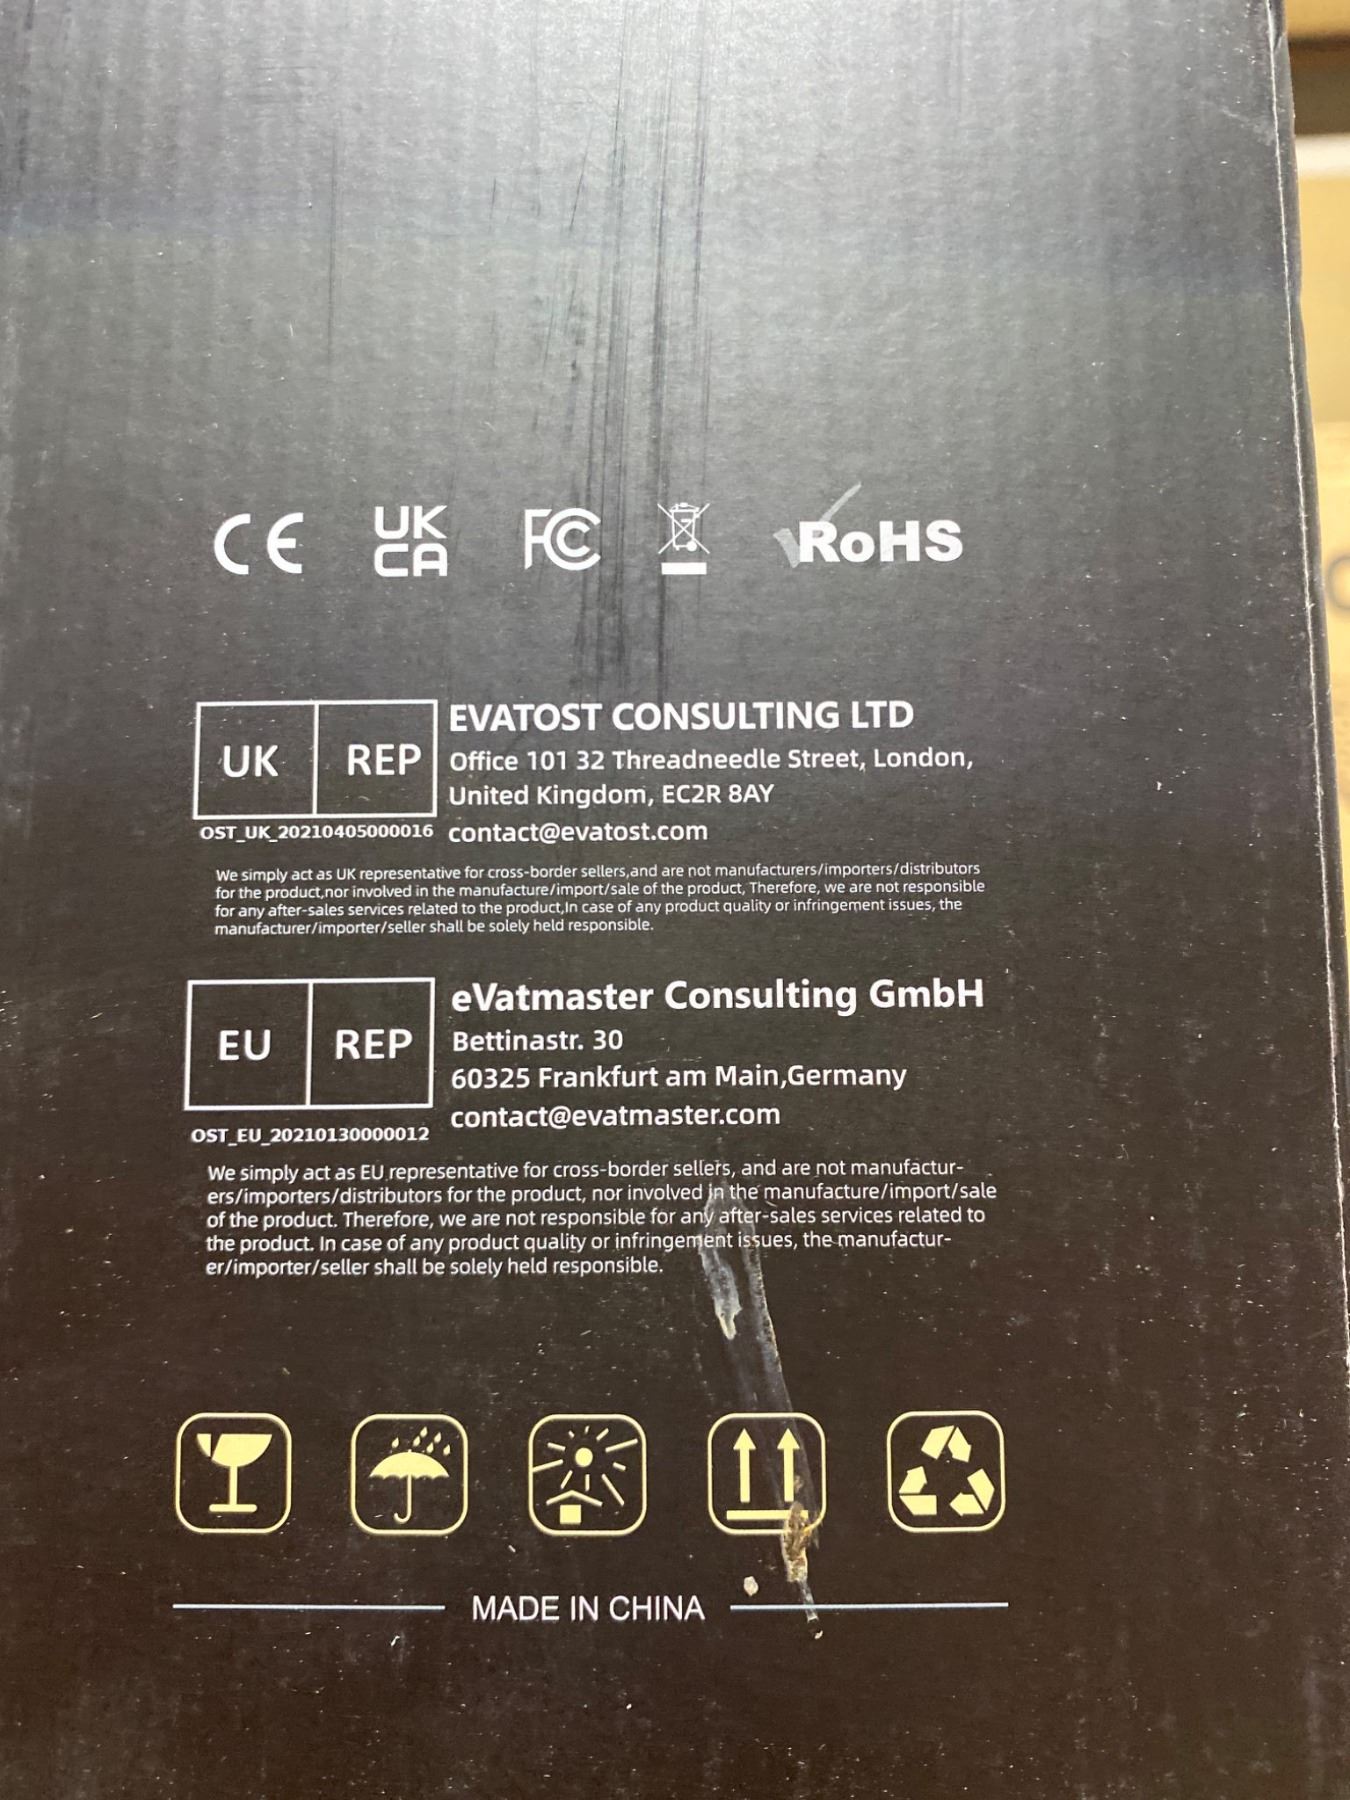 CE UK CA FC RoHS
UK REP
EVATOST CONSULTING LTD
Office 101 32 Threadneedle Street, London,
United Kingdom, EC2R 8AY
OST_UK_20210405000016 contact@evatost.com
We simply act as UK representative for cross-border sellers,and are not manufacturers/importers/distributors
for the product,nor involved in the manufacture/import/sale of the product, Therefore, we are not responsible
for any after-sales services related to the product,In case of any product quality or infringement issues, the
manufacturer/importer/seller shall be solely held responsible.
EU REP
eVatmaster Consulting GmbH
Bettinastr. 30
60325 Frankfurt am Main,Germany
contact@evatmaster.com
OST_EU_20210130000012
We simply act as EU representative for cross-border sellers, and are not manufactur-
ers/importers/distributors for the product, nor involved in the manufacture/import/sale
of the product. Therefore, we are not responsible for any after-sales services related to
the product. In case of any product quality or infringement issues, the manufactur-
er/importer/seller shall be solely held responsible.
MADE IN CHINA